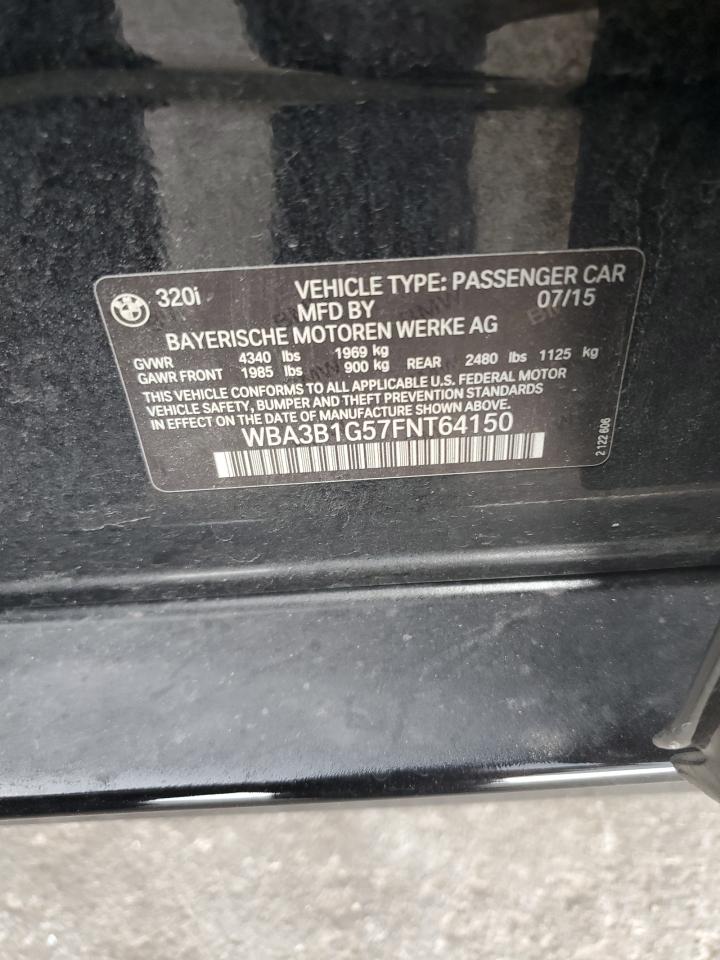 320i VEHICLE TYPE: PASSENGER CAR
MFD BY 07/15
BAYERISCHE MOTOREN WERKE AG
GVWR 4340 lbs 1969 kg
GAWR FRONT 1985 lbs 900 kg REAR 2480 lbs 1125 kg
THIS VEHICLE CONFORMS TO ALL APPLICABLE U.S. FEDERAL MOTOR
VEHICLE SAFETY, BUMPER AND THEFT PREVENTION STANDARDS
IN EFFECT ON THE DATE OF MANUFACTURE SHOWN ABOVE.
WBA3B1G57FNT64150
2 122 606